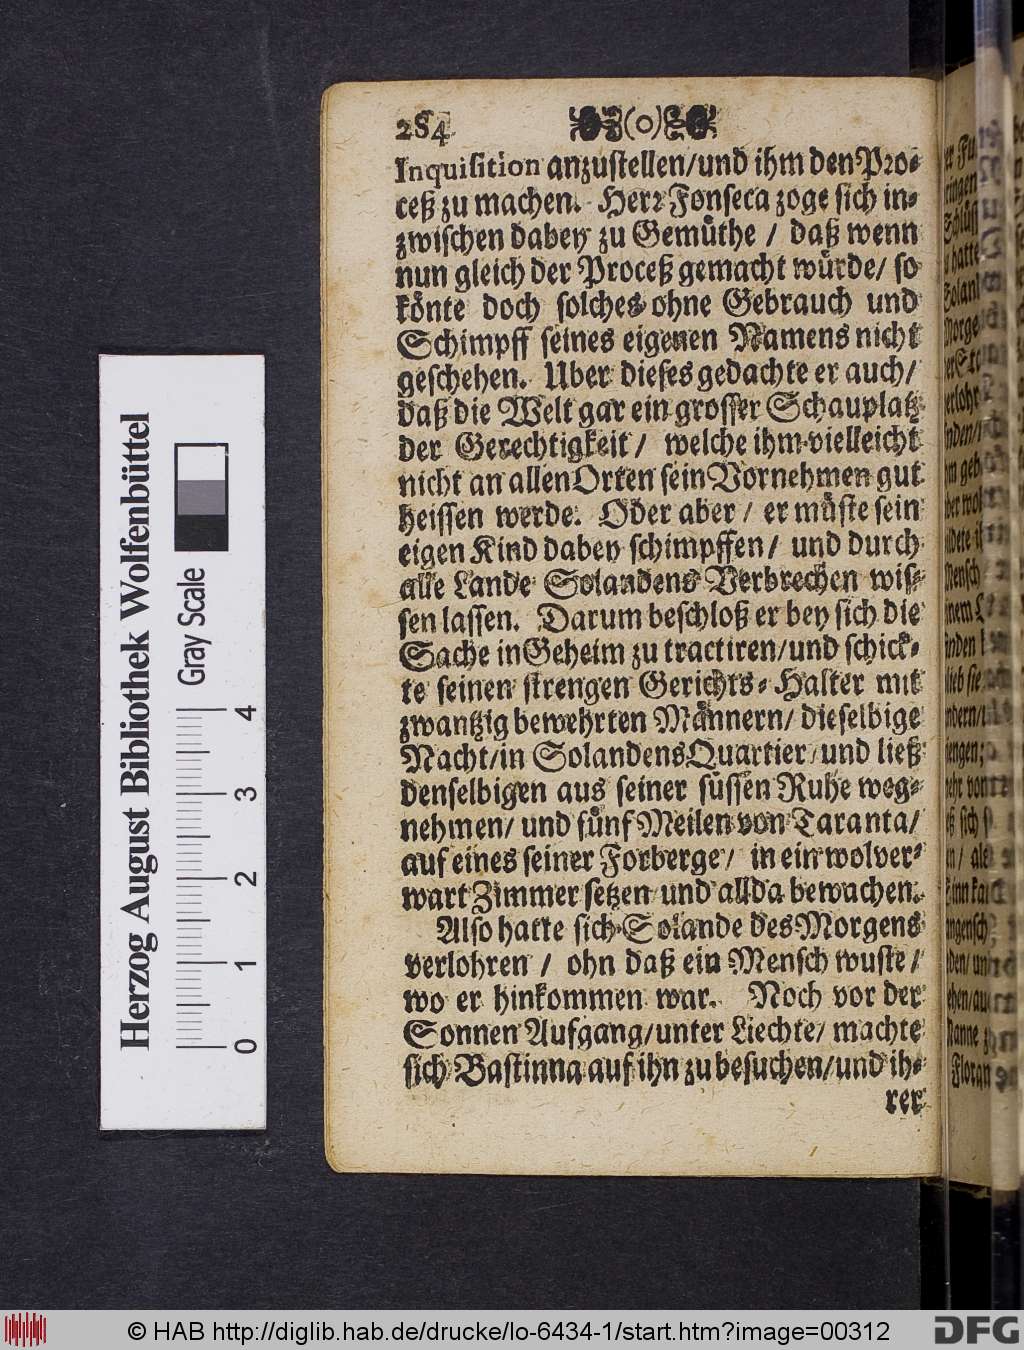 284 (o)
Inquisition anzustellen/und ihm den Pro-
ceß zu machen. Herr Fonseca zoge sich in-
zwischen dabey zu Gemüthe / daß wenn
nun gleich der Proceß gemacht würde/ so
könte doch solches ohne Gebrauch und
Schimpff seines eigenen Namens nicht
geschehen. Uber dieses gedachte er auch/
daß die Welt gar ein grosser Schauplatz
der Gerechtigkeit/ welche ihm vielleicht
nicht an allen Orten sein Vornehmen gut
heissen werde. Oder aber / er müste sein
eigen Kind dabey schimpffen/ und durch
alle Lande Solandens Verbrechen wis-
sen lassen. Darum beschloß er bey sich die
Sache in Geheim zu tractiren/und schick-
te seinen strengen Gerichts-Halter mit
zwantzig bewehrten Männern/ dieselbige
Nacht/in Solandens Quartier/und ließ
denselbigen aus seiner süssen Ruhe weg-
nehmen/ und fünf Meilen von Taranta/
auf eines seiner Forberge/ in ein wolver-
wart Zimmer setzen und allda bewachen.
Also hatte sich Solande des Morgens
verlohren / ohn daß ein Mensch wuste/
wo er hinkommen war. Noch vor der
Sonnen Aufgang/unter Liechte/ machte
sich Bastinna auf ihn zu besuchen/und ih-
rer
Herzog August Bibliothek Wolfenbüttel
Gray Scale
0 1 2 3 4
© HAB http://diglib.hab.de/drucke/lo-6434-1/start.htm?image=00312
DFG